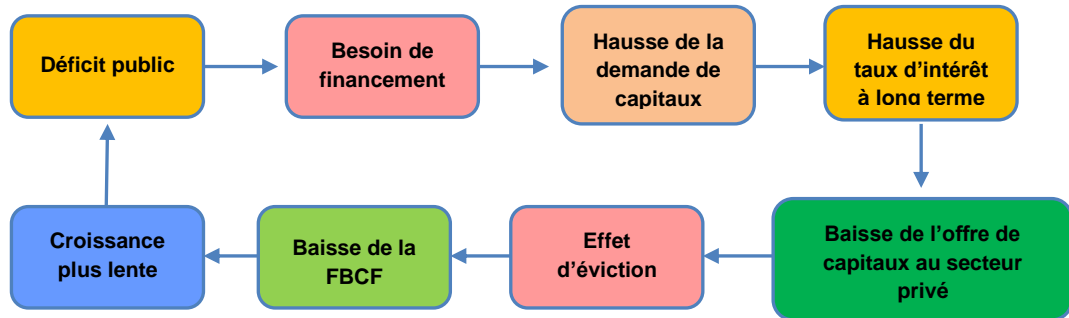 Déficit public
Besoin de
financement
Hausse de la
demande de
capitaux
Hausse du
taux d'intérêt
à long terme
Baisse de l'offre de
capitaux au secteur
privé
Effet
d'éviction
Baisse de la
FBCF
Croissance
plus lente